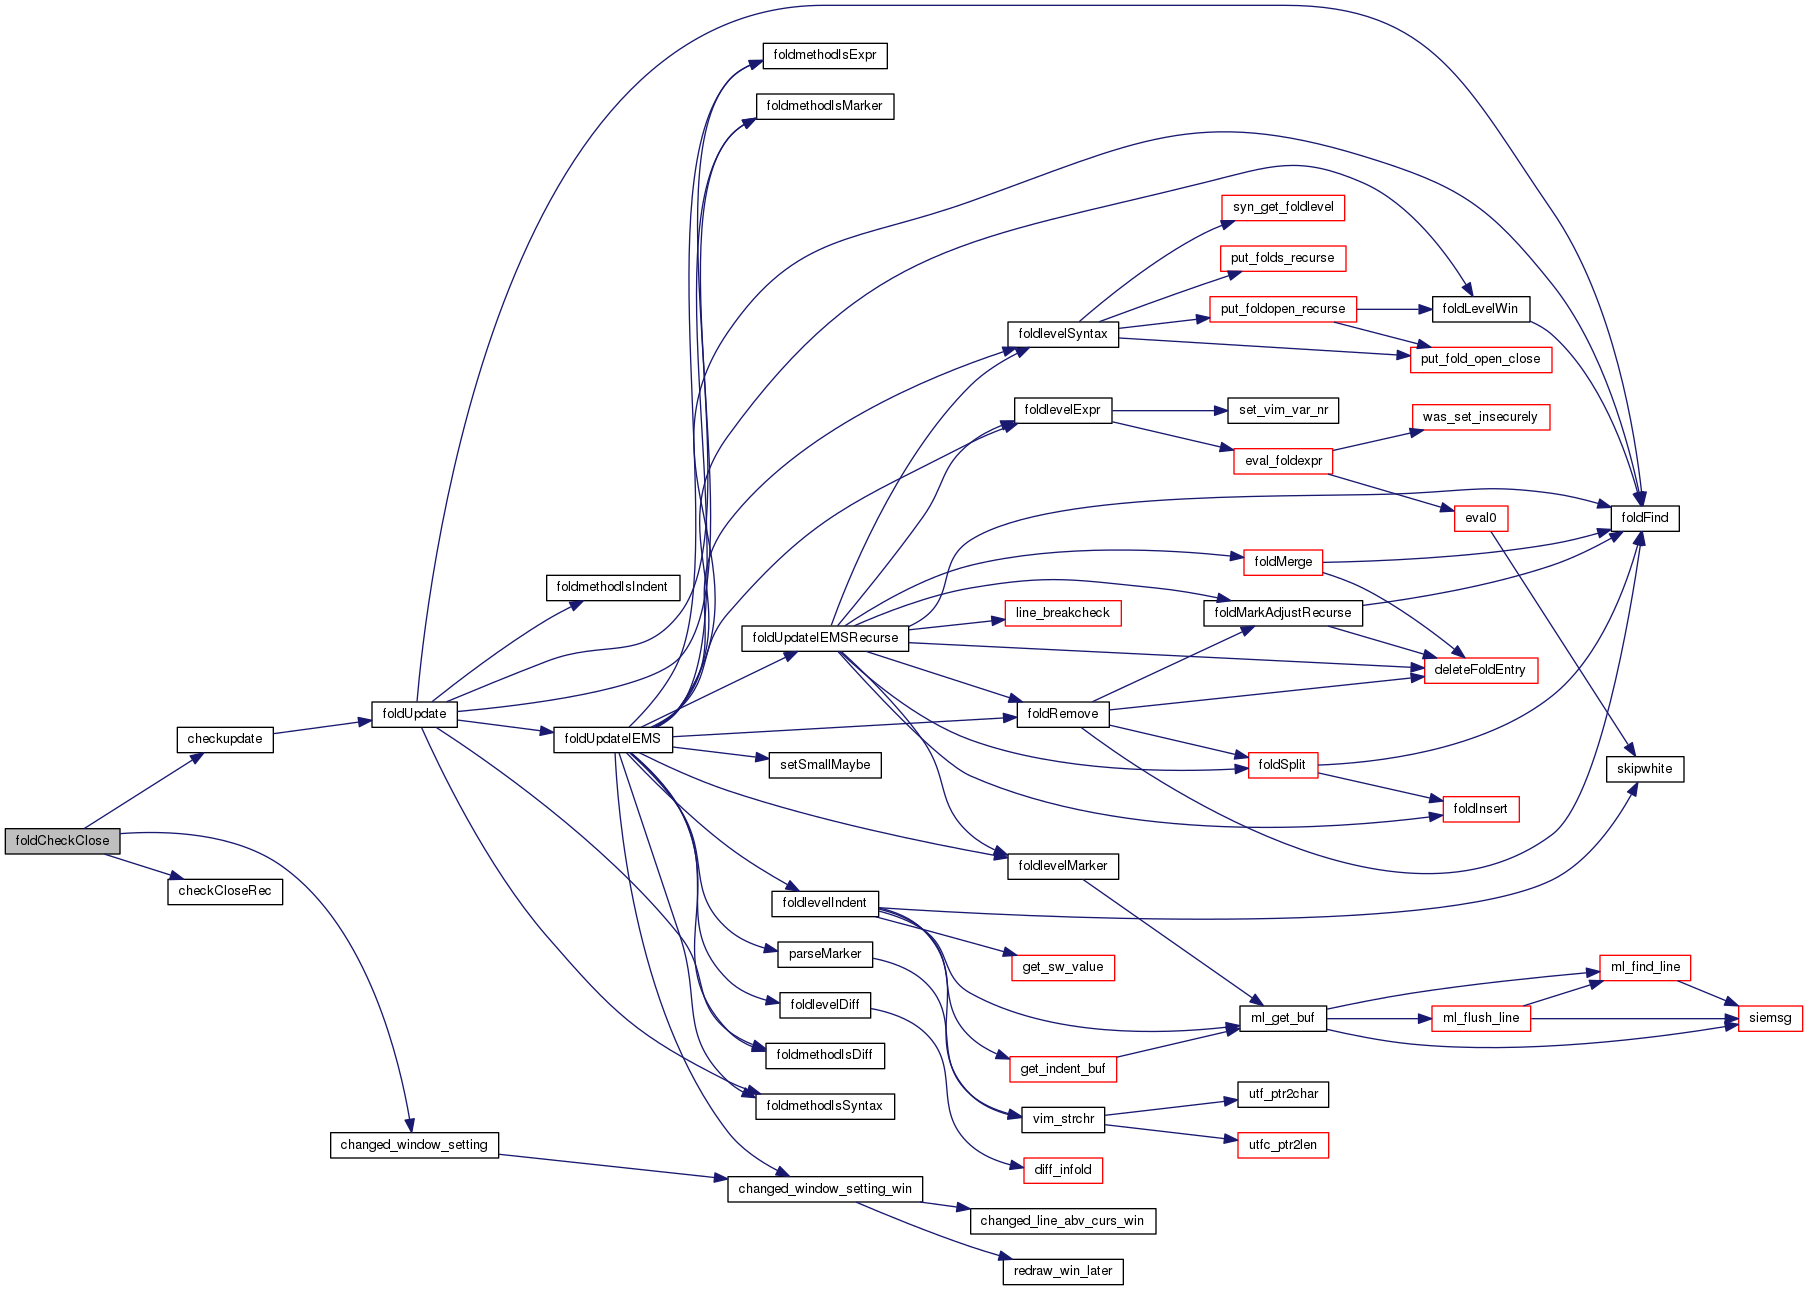 foldmethodIsExpr
foldmethodIsMarker
syn_get_foldlevel
put_folds_recurse
put_foldopen_recurse
foldLevelWin
foldlevelSyntax
put_fold_open_close
foldlevelExpr
set_vim_var_nr
was_set_insecurely
eval_foldexpr
eval0
foldFind
foldMerge
foldmethodIsIndent
line_breakcheck
foldMarkAdjustRecurse
foldUpdateIEMSRecurse
deleteFoldEntry
foldUpdate
foldRemove
checkupdate
foldUpdateIEMS
setSmallMaybe
foldSplit
skipwhite
foldInsert
foldCheckClose
foldlevelMarker
checkCloseRec
foldlevelIndent
parseMarker
get_sw_value
ml_find_line
foldlevelDiff
ml_get_buf
ml_flush_line
siemsg
foldmethodIsDiff
get_indent_buf
utf_ptr2char
foldmethodIsSyntax
vim_strchr
changed_window_setting
utfc_ptr2len
diff_infold
changed_window_setting_win
changed_line_abv_curs_win
redraw_win_later